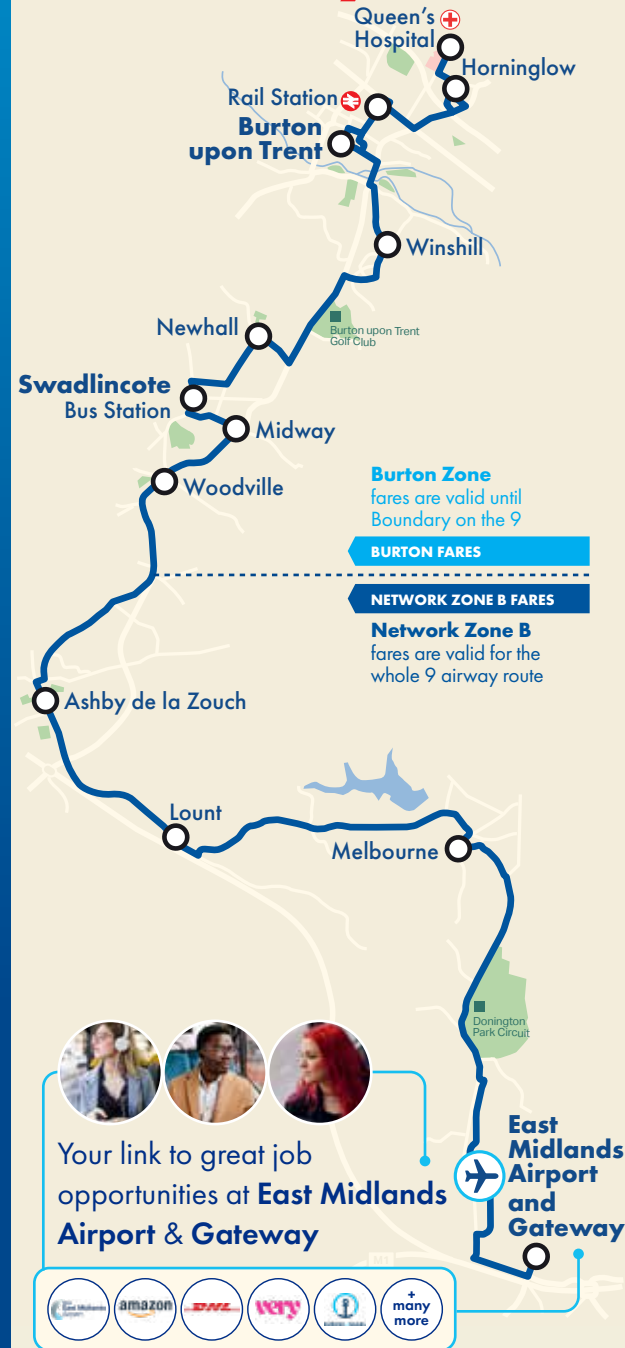 Queen's
Hospital
Horninglow
Rail Station
Burton
upon Trent
Winshill
Newhall
Burton upon Trent
Golf Club
Swadlincote
Bus Station
Midway
Woodville
Burton Zone
fares are valid until
Boundary on the 9
BURTON FARES
NETWORK ZONE B FARES
Network Zone B
fares are valid for the
whole 9 airway route
Ashby de la Zouch
Lount
Melbourne
Donington
Park Circuit
East
Midlands
Airport
and
Gateway
Your link to great job
opportunities at East Midlands
Airport & Gateway
M1
East Midlands
Airport
amazon
DHL
very
+
many
more